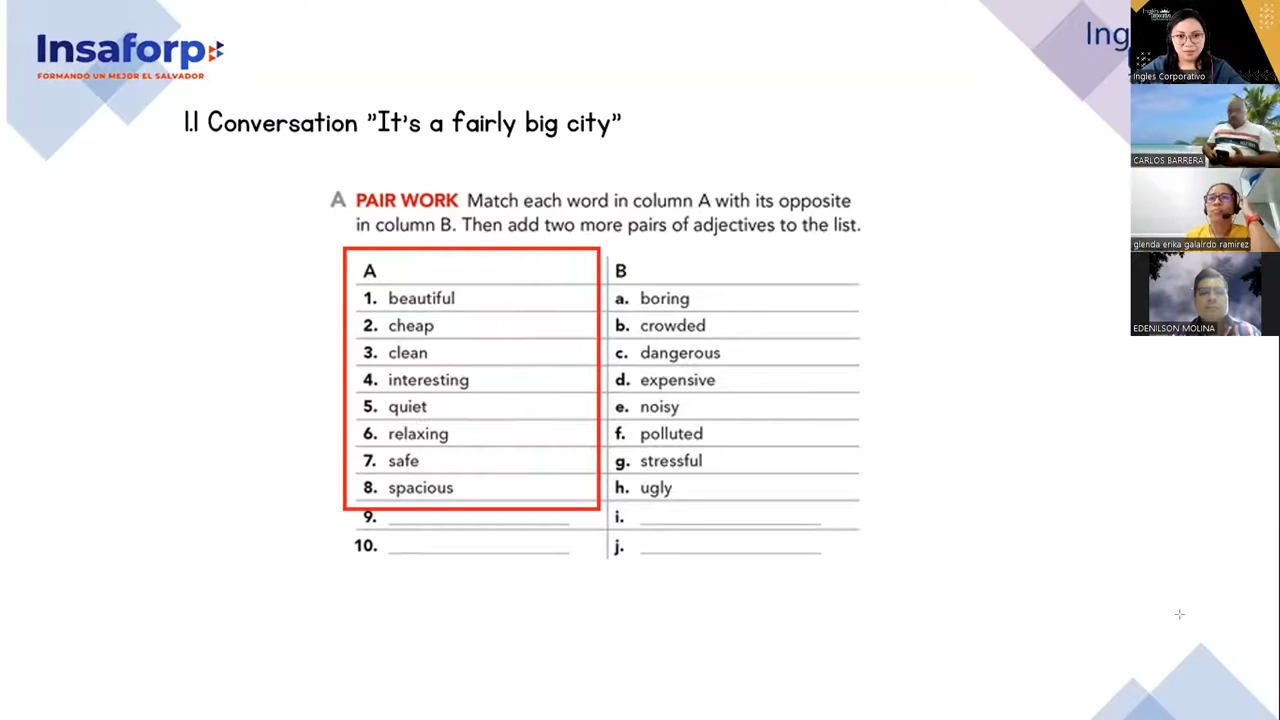 Insaforp
FORMANDO UN MEJOR EL SALVADOR
Ing
1.1 Conversation "It's a fairly big city"
A PAIR WORK Match each word in column A with its opposite
in column B. Then add two more pairs of adjectives to the list.
A B
1. beautiful a. boring
2. cheap b. crowded
3. clean c. dangerous
4. interesting d. expensive
5. quiet e. noisy
6. relaxing f. polluted
7. safe g. stressful
8. spacious h. ugly
9. i.
10. j.
Ingles Corporativo
CARLOS BARRERA
glenda erika galalrdo ramirez
EDENILSON MOLINA